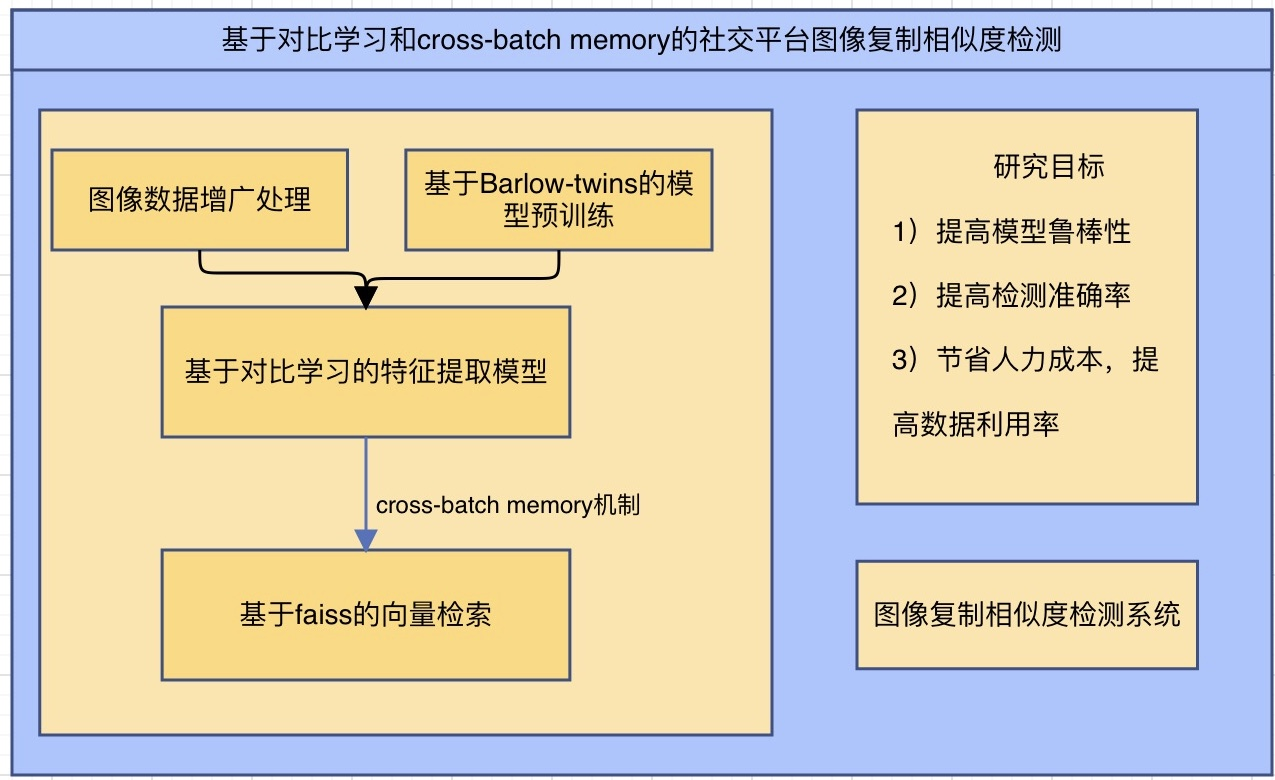 基于对比学习和cross-batch memory的社交平台图像复制相似度检测
图像数据增广处理
基于Barlow-twins的模
型预训练
基于对比学习的特征提取模型
cross-batch memory机制
基于faiss的向量检索
研究目标
1）提高模型鲁棒性
2）提高检测准确率
3）节省人力成本，提
高数据利用率
图像复制相似度检测系统